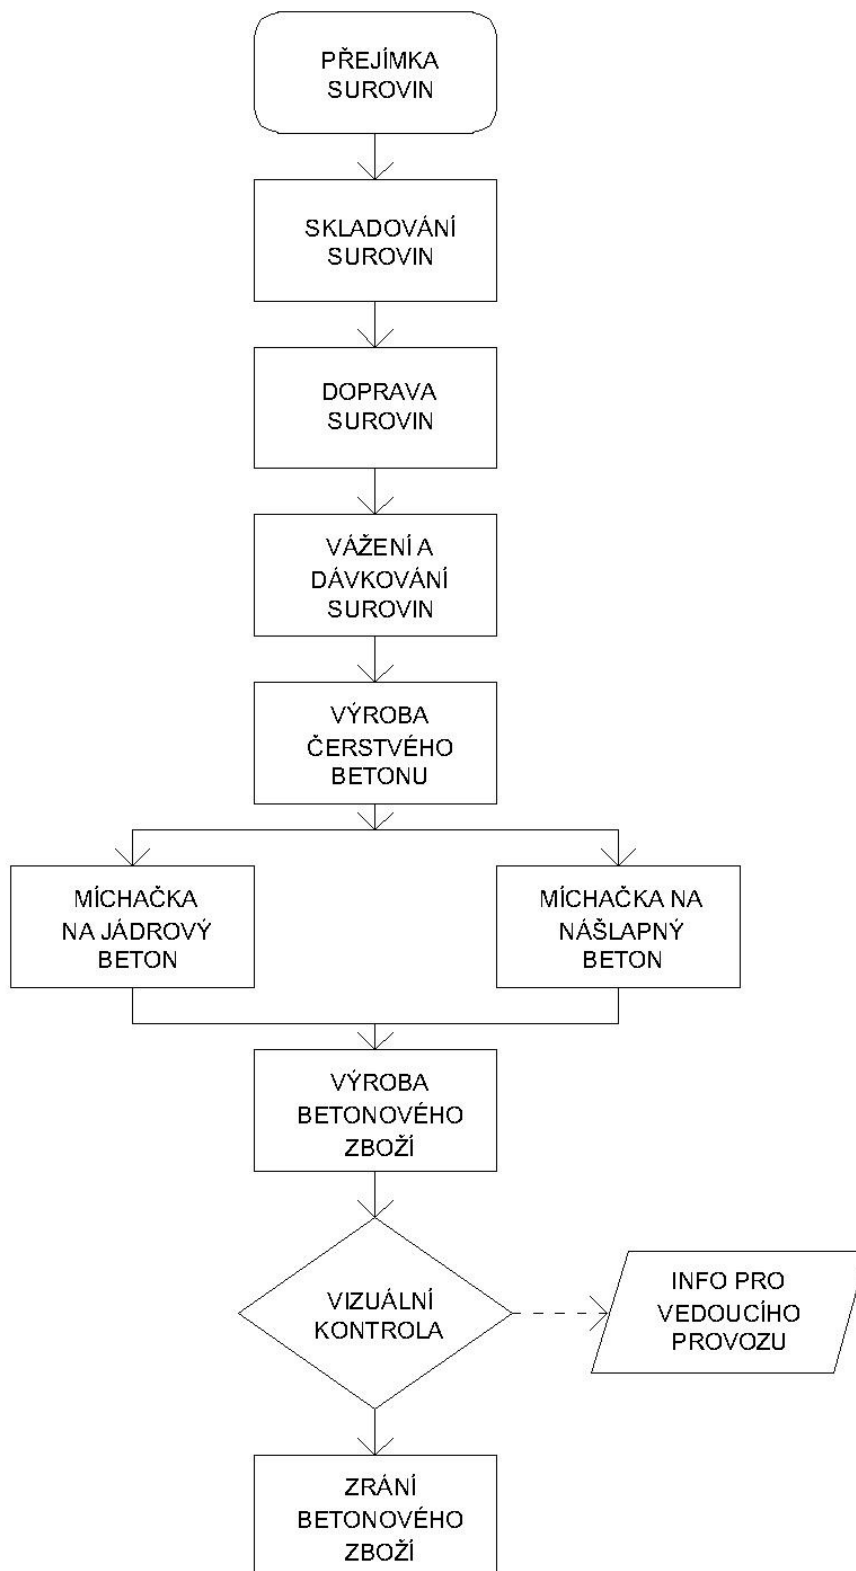 PŘEJÍMKA
SUROVIN
SKLADOVÁNÍ
SUROVIN
DOPRAVA
SUROVIN
VÁŽENÍ A
DÁVKOVÁNÍ
SUROVIN
VÝROBA
ČERSTVÉHO
BETONU
MÍCHAČKA
NA JÁDROVÝ
BETON
MÍCHAČKA NA
NÁŠLAPNÝ
BETON
VÝROBA
BETONOVÉHO
ZBOŽÍ
VIZUÁLNÍ
KONTROLA
INFO PRO
VEDOUCÍHO
PROVOZU
ZRÁNÍ
BETONOVÉHO
ZBOŽÍ